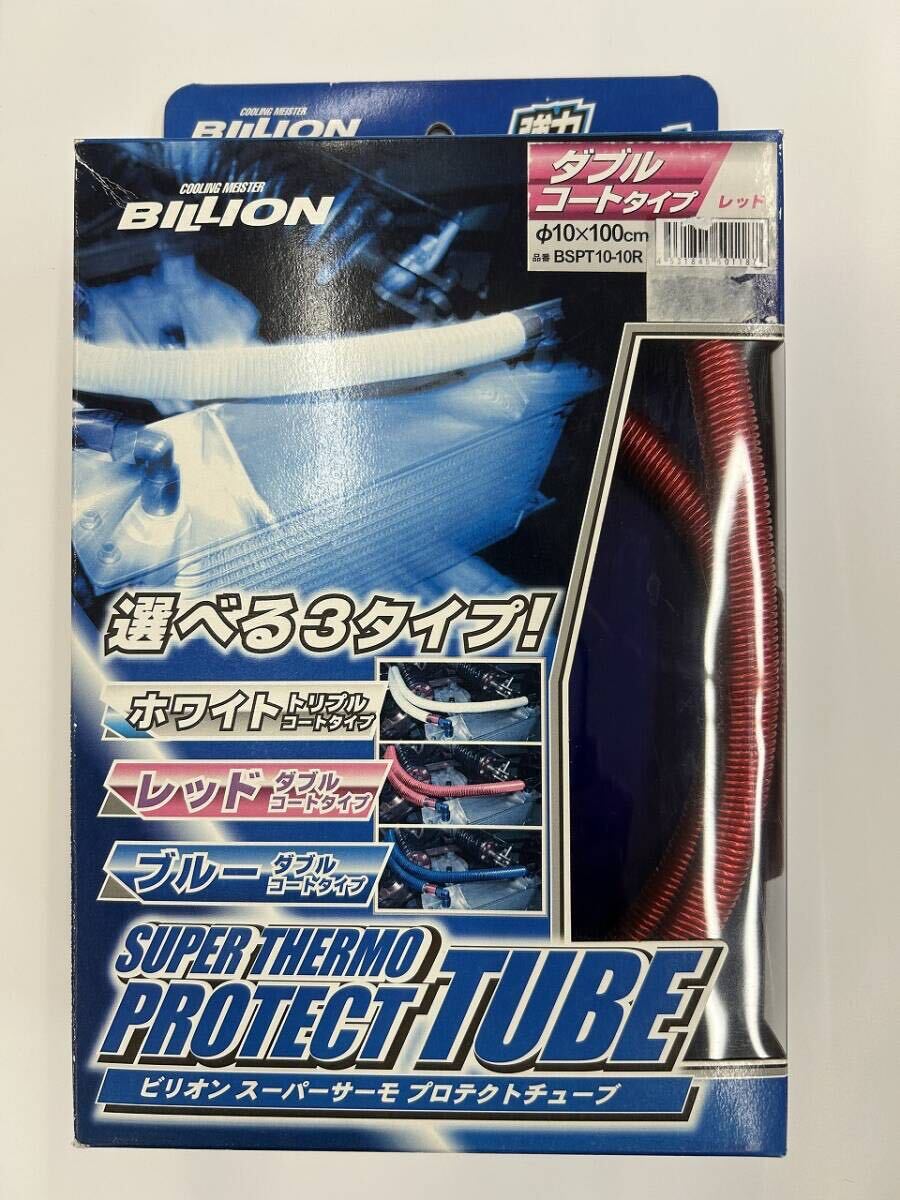 COOLING MEISTER
BILLION
強力
COOLING MEISTER
BILLION
ダブル
コートタイプ
レッド
φ10×100cm
品番 BSPT10-10R
選べる3タイプ!
ホワイト トリプルコートタイプ
レッド ダブルコートタイプ
ブルー ダブルコートタイプ
SUPER THERMO
PROTECT TUBE
ビリオン スーパーサーモ プロテクトチューブ